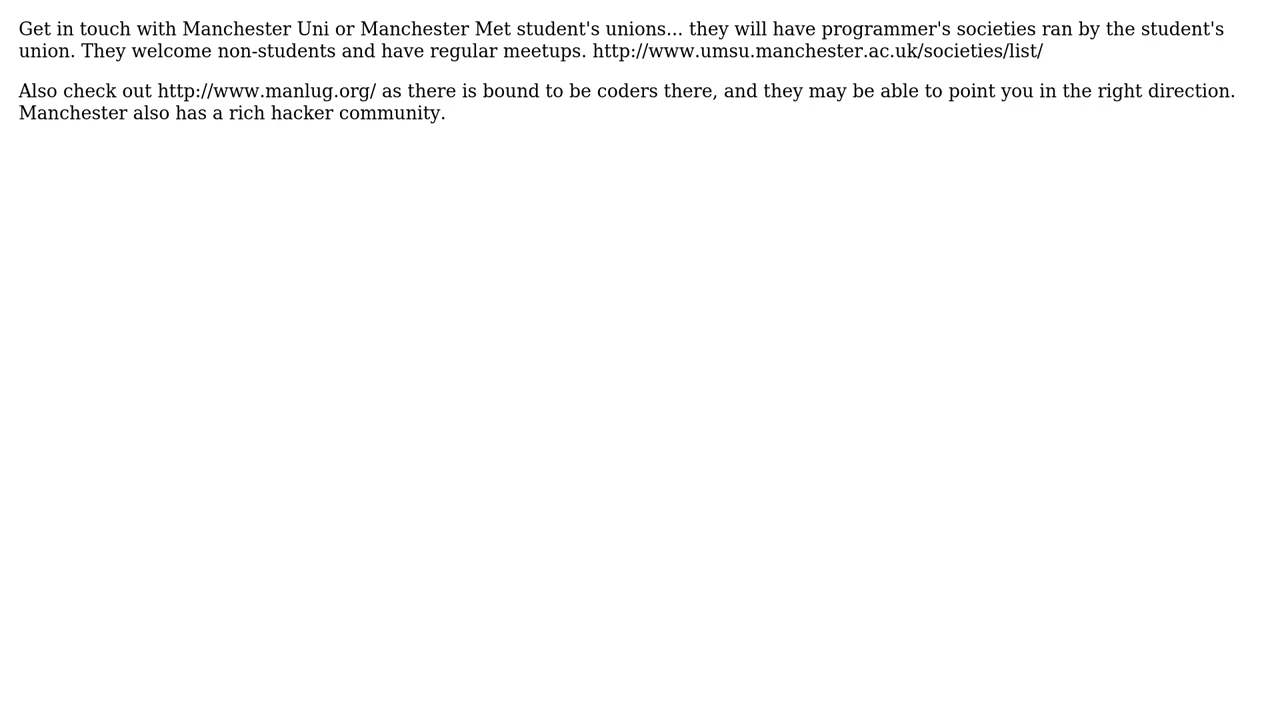 Get in touch with Manchester Uni or Manchester Met student's unions... they will have programmer's societies ran by the student's
union. They welcome non-students and have regular meetups. http://www.umsu.manchester.ac.uk/societies/list/
Also check out http://www.manlug.org/ as there is bound to be coders there, and they may be able to point you in the right direction.
Manchester also has a rich hacker community.